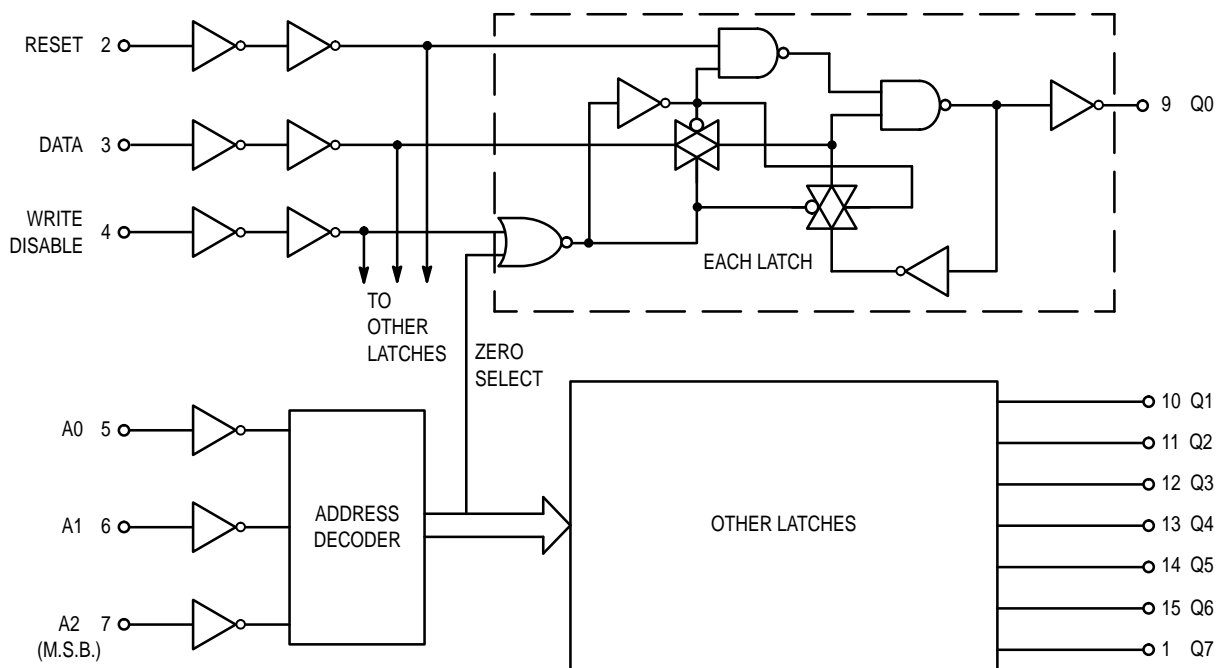 RESET 2
9 Q0
DATA 3
WRITE
DISABLE 4
EACH LATCH
TO
OTHER
LATCHES
ZERO
SELECT
A0 5
A1 6
A2 7
(M.S.B.)
ADDRESS
DECODER
OTHER LATCHES
10 Q1
11 Q2
12 Q3
13 Q4
14 Q5
15 Q6
1 Q7